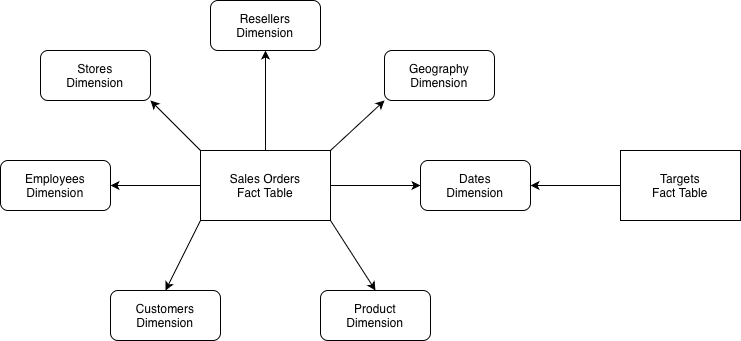 Resellers
Dimension
Stores
Dimension
Geography
Dimension
Employees
Dimension
Sales Orders
Fact Table
Dates
Dimension
Targets
Fact Table
Customers
Dimension
Product
Dimension